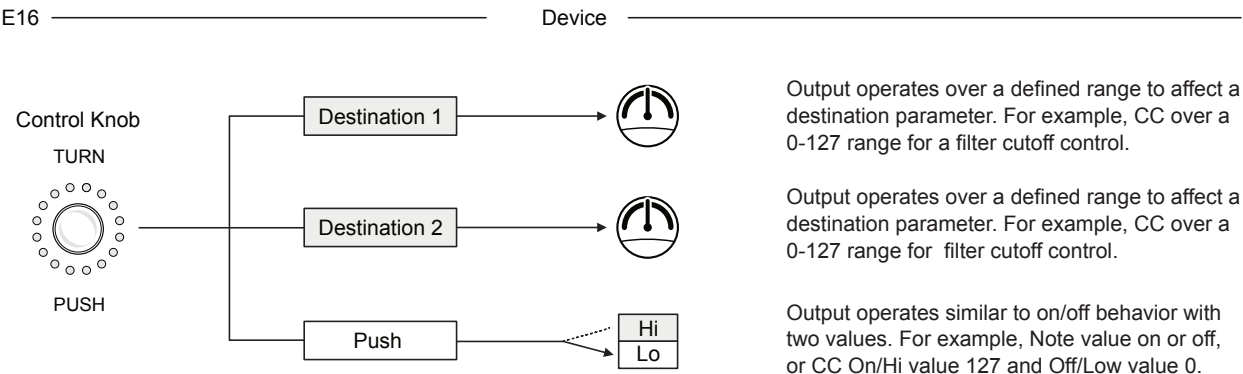 E16
Device
Control Knob
TURN
PUSH
Destination 1
Output operates over a defined range to affect a
destination parameter. For example, CC over a
0-127 range for a filter cutoff control.
Destination 2
Output operates over a defined range to affect a
destination parameter. For example, CC over a
0-127 range for  filter cutoff control.
Push
Hi
Lo
Output operates similar to on/off behavior with
two values. For example, Note value on or off,
or CC On/Hi value 127 and Off/Low value 0.